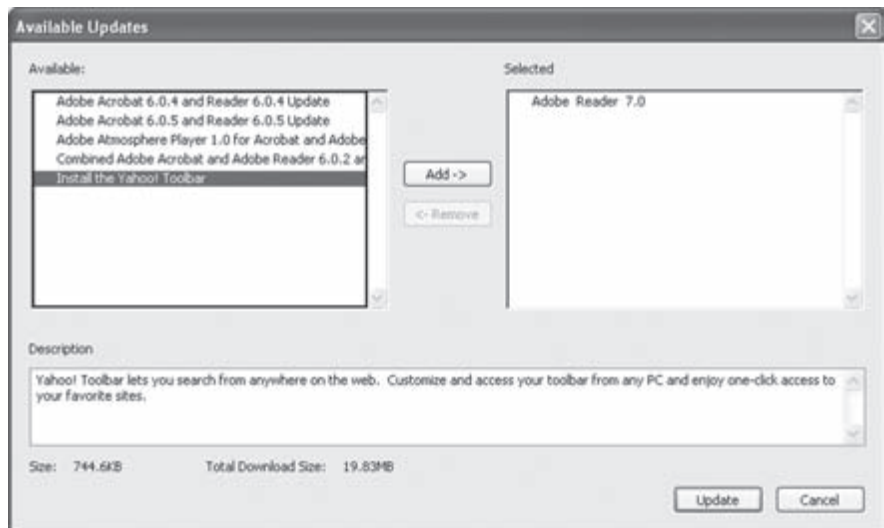 Available Updates
Available:
Selected
Adobe Acrobat 6.0.4 and Reader 6.0.4 Update
Adobe Acrobat 6.0.5 and Reader 6.0.5 Update
Adobe Atmosphere Player 1.0 for Acrobat and Adobe
Combined Adobe Acrobat and Adobe Reader 6.0.2 ar
Install the Yahoo! Toolbar
Adobe Reader 7.0
Add ->
<- Remove
Description
Yahoo! Toolbar lets you search from anywhere on the web. Customize and access your toolbar from any PC and enjoy one-click access to
your favorite sites.
Size: 744.6KB Total Download Size: 19.83MB
Update Cancel